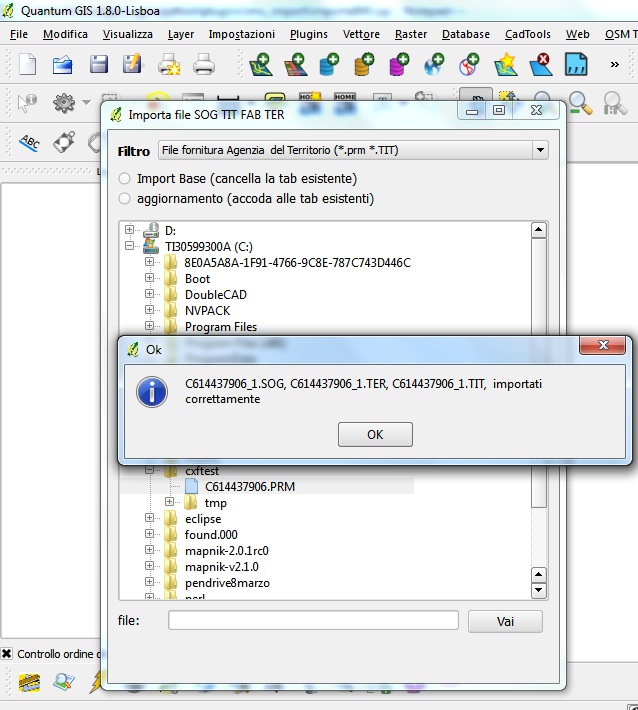 Quantum GIS 1.8.0-Lisboa
File Modifica Visualizza Layer Impostazioni Plugins Vettore Raster Database CadTools Web OSM T
»
ABC
Importa file SOG TIT FAB TER
Filtro File fornitura Agenzia del Territorio (*.prm *.TIT)
Import Base (cancella la tab esistente)
aggiornamento (accoda alle tab esistenti)
D:
TI30599300A (C:)
8E0A5A8A-1F91-4766-9C8E-787C743D446C
Boot
DoubleCAD
NVPACK
Program Files
Ok
C614437906_1.SOG, C614437906_1.TER, C614437906_1.TIT, importati
correttamente
OK
cxftest
C614437906.PRM
tmp
eclipse
found.000
mapnik-2.0.1rc0
mapnik-v2.1.0
pendrive8marzo
perl
file: Vai
Controllo ordine